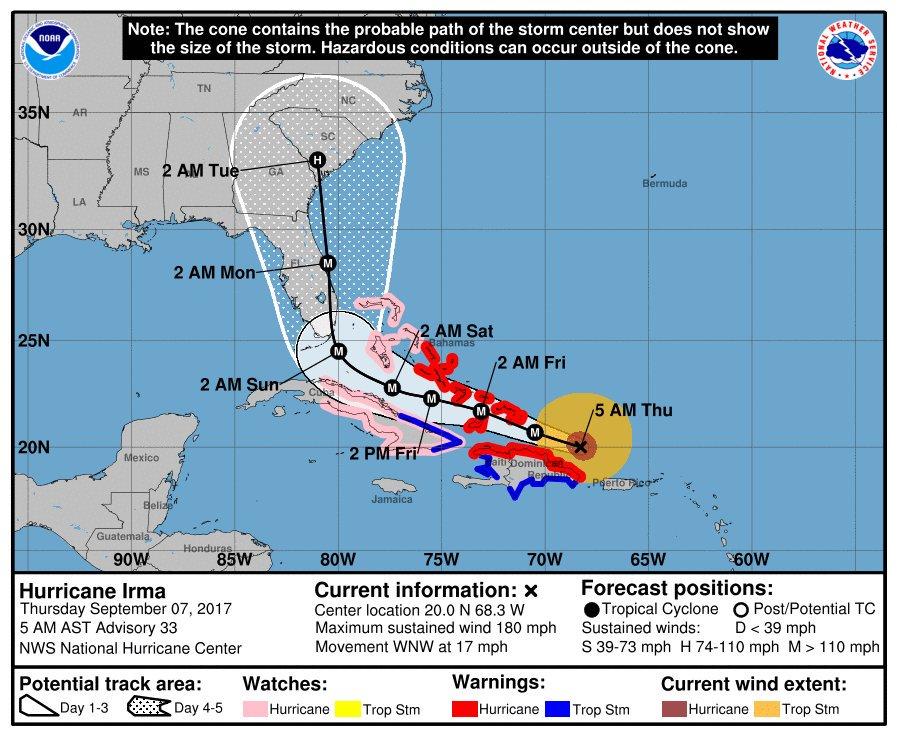 Note: The cone contains the probable path of the storm center but does not show
the size of the storm. Hazardous conditions can occur outside of the cone.
NOAA
NATIONAL WEATHER SERVICE
TN
NC
35N
AR
SC
2 AM Tue
H
MS
AL
GA
Bermuda
LA
30N
FL
2 AM Mon
M
25N
2 AM Sat
Bahamas
M
2 AM Fri
2 AM Sun
M
Cuba
M
M
5 AM Thu
M
20N
2 PM Fri
Mexico
Haiti
Dominican
Republic
Puerto Rico
Jamaica
Belize
Guatemala
Honduras
90W 85W 80W 75W 70W 65W 60W
Hurricane Irma
Thursday September 07, 2017
5 AM AST Advisory 33
NWS National Hurricane Center
Current information: x
Center location 20.0 N 68.3 W
Maximum sustained wind 180 mph
Movement WNW at 17 mph
Forecast positions:
Tropical Cyclone Post/Potential TC
Sustained winds: D < 39 mph
S 39-73 mph H 74-110 mph M > 110 mph
Potential track area:
Day 1-3 Day 4-5
Watches:
Hurricane Trop Stm
Warnings:
Hurricane Trop Stm
Current wind extent:
Hurricane Trop Stm